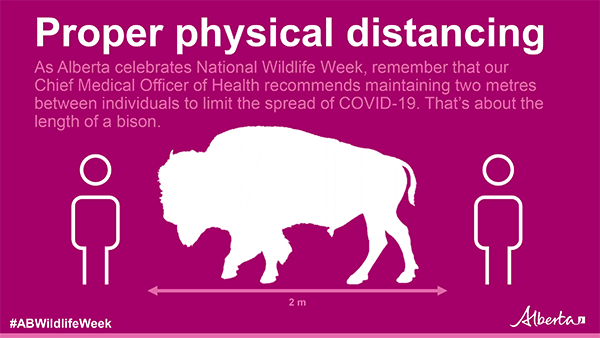 Proper physical distancing
As Alberta celebrates National Wildlife Week, remember that our
Chief Medical Officer of Health recommends maintaining two metres
between individuals to limit the spread of COVID-19. That's about the
length of a bison.
2 m
#ABWildlifeWeek
Alberta